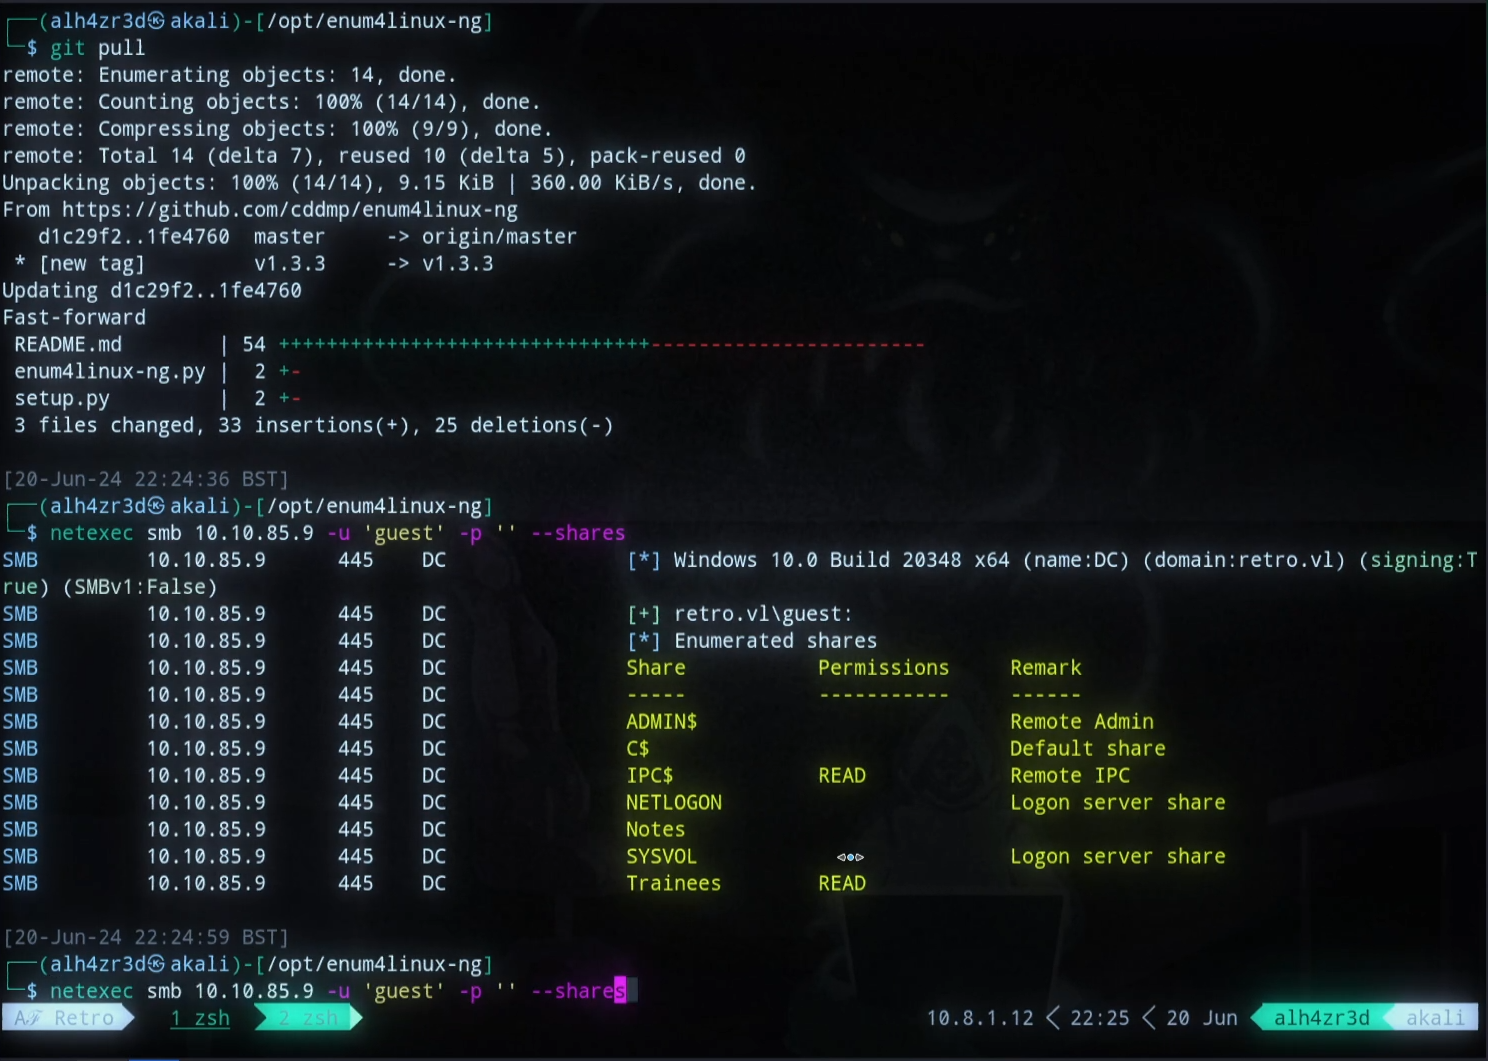 (alh4zr3d㉿akali)-[/opt/enum4linux-ng]
$ git pull
remote: Enumerating objects: 14, done.
remote: Counting objects: 100% (14/14), done.
remote: Compressing objects: 100% (9/9), done.
remote: Total 14 (delta 7), reused 10 (delta 5), pack-reused 0
Unpacking objects: 100% (14/14), 9.15 KiB | 360.00 KiB/s, done.
From https://github.com/cddmp/enum4linux-ng
d1c29f2..1fe4760  master     -> origin/master
* [new tag]         v1.3.3     -> v1.3.3
Updating d1c29f2..1fe4760
Fast-forward
README.md        | 54 +++++++++++++++++++++++++++++++-----------------------
enum4linux-ng.py |  2 +-
setup.py         |  2 +-
3 files changed, 33 insertions(+), 25 deletions(-)
[20-Jun-24 22:24:36 BST]
(alh4zr3d㉿akali)-[/opt/enum4linux-ng]
$ netexec smb 10.10.85.9 -u 'guest' -p '' --shares
SMB 10.10.85.9 445 DC [*] Windows 10.0 Build 20348 x64 (name:DC) (domain:retro.vl) (signing:T
rue) (SMBv1:False)
SMB 10.10.85.9 445 DC [+] retro.vl\guest:
SMB 10.10.85.9 445 DC [*] Enumerated shares
SMB 10.10.85.9 445 DC Share Permissions Remark
SMB 10.10.85.9 445 DC ----- ----------- ------
SMB 10.10.85.9 445 DC ADMIN$ Remote Admin
SMB 10.10.85.9 445 DC C$ Default share
SMB 10.10.85.9 445 DC IPC$ READ Remote IPC
SMB 10.10.85.9 445 DC NETLOGON Logon server share
SMB 10.10.85.9 445 DC Notes
SMB 10.10.85.9 445 DC SYSVOL Logon server share
SMB 10.10.85.9 445 DC Trainees READ
[20-Jun-24 22:24:59 BST]
(alh4zr3d㉿akali)-[/opt/enum4linux-ng]
$ netexec smb 10.10.85.9 -u 'guest' -p '' --shares
Aℱ Retro 1 zsh 2 zsh 10.8.1.12 < 22:25 < 20 Jun alh4zr3d akali